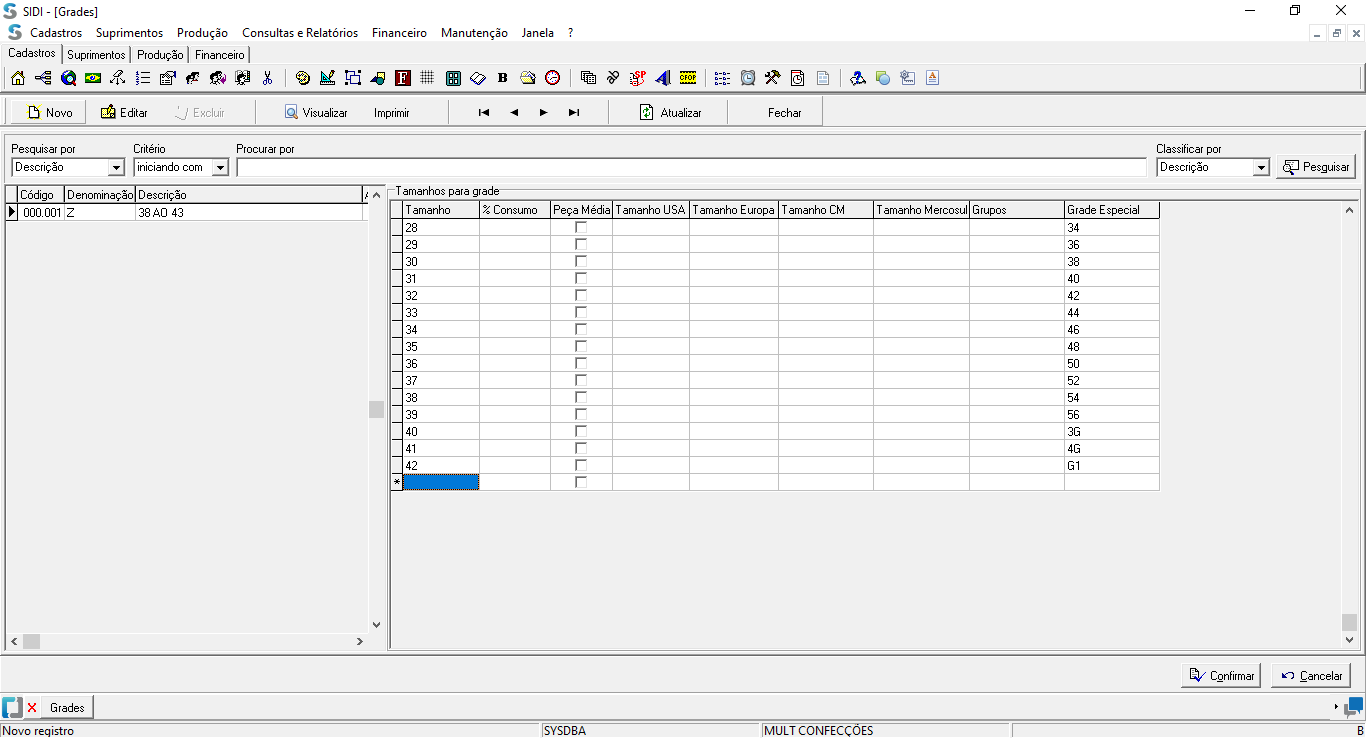 SIDI - [Grades]
Cadastros Suprimentos Produção Consultas e Relatórios Financeiro Manutenção Janela ?
Cadastros Suprimentos Produção Financeiro
F B SP CFOP A
Novo Editar Excluir Visualizar Imprimir Atualizar Fechar
Pesquisar por Critério Procurar por Classificar por
Descrição iniciando com Descrição Pesquisar
Código Denominação Descrição
000.001 Z 38 AO 43
Tamanhos para grade
Tamanho % Consumo Peça Média Tamanho USA Tamanho Europa Tamanho CM Tamanho Mercosul Grupos Grade Especial
28 34
29 36
30 38
31 40
32 42
33 44
34 46
35 48
36 50
37 52
38 54
39 56
40 3G
41 4G
42 G1
*
Confirmar Cancelar
Grades
Novo registro SYSDBA MULT CONFECÇÕES B